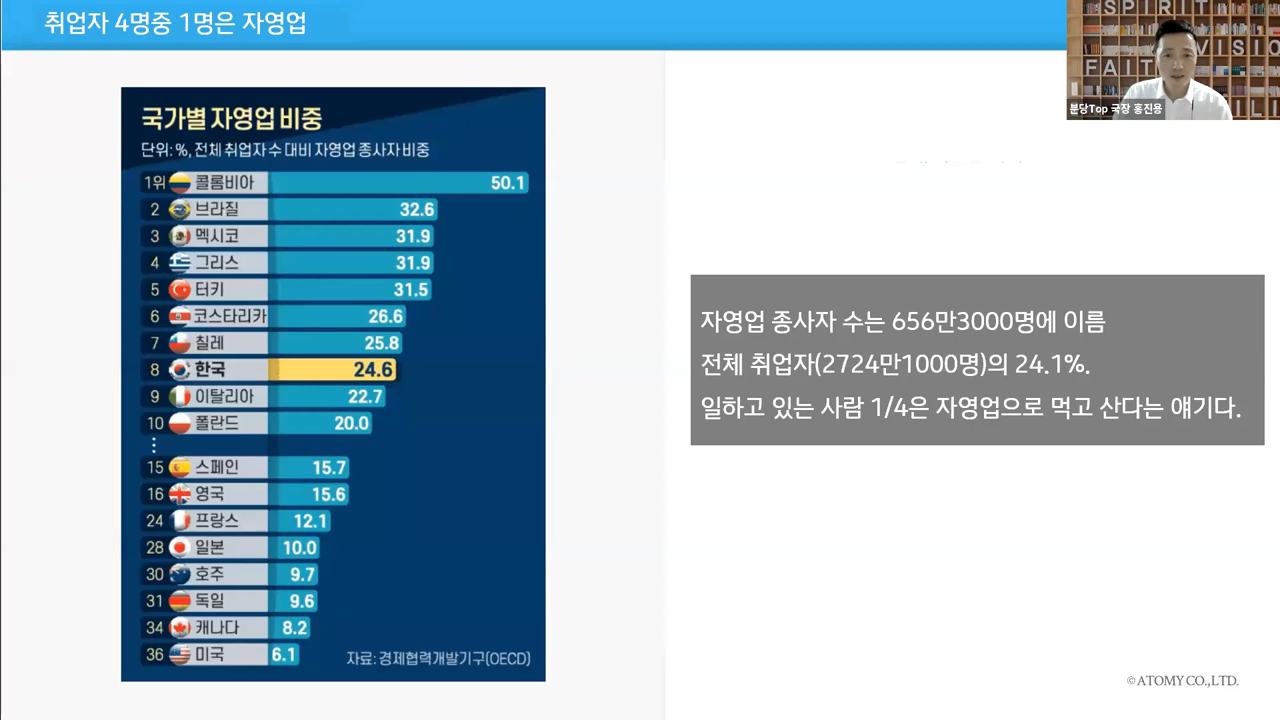 취업자 4명중 1명은 자영업
SPIRIT
VISIO
FAIT
분당Top 국장 홍진용
국가별 자영업 비중
단위: %, 전체 취업자 수 대비 자영업 종사자 비중
1위 콜롬비아 50.1
2 브라질 32.6
3 멕시코 31.9
4 그리스 31.9
5 터키 31.5
6 코스타리카 26.6
7 칠레 25.8
8 한국 24.6
9 이탈리아 22.7
10 폴란드 20.0
15 스페인 15.7
16 영국 15.6
24 프랑스 12.1
28 일본 10.0
30 호주 9.7
31 독일 9.6
34 캐나다 8.2
36 미국 6.1
자료: 경제협력개발기구(OECD)
자영업 종사자 수는 656만3000명에 이름
전체 취업자(2724만1000명)의 24.1%.
일하고 있는 사람 1/4은 자영업으로 먹고 산다는 얘기다.
© ATOMY CO.,LTD.